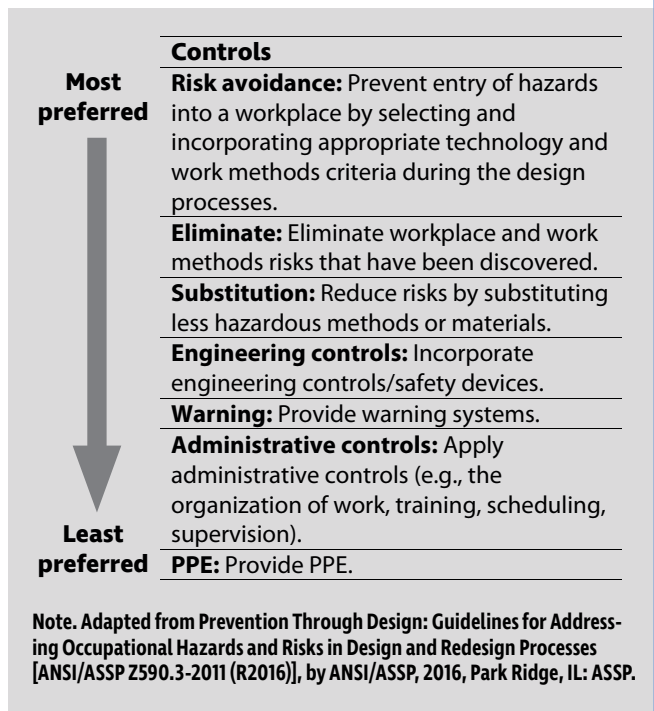 Controls
Most
preferred
Risk avoidance: Prevent entry of hazards
into a workplace by selecting and
incorporating appropriate technology and
work methods criteria during the design
processes.
Eliminate: Eliminate workplace and work
methods risks that have been discovered.
Substitution: Reduce risks by substituting
less hazardous methods or materials.
Engineering controls: Incorporate
engineering controls/safety devices.
Warning: Provide warning systems.
Administrative controls: Apply
administrative controls (e.g., the
organization of work, training, scheduling,
supervision).
Least
preferred
PPE: Provide PPE.
Note. Adapted from Prevention Through Design: Guidelines for Address-
ing Occupational Hazards and Risks in Design and Redesign Processes
[ANSI/ASSP Z590.3-2011 (R2016)], by ANSI/ASSP, 2016, Park Ridge, IL: ASSP.